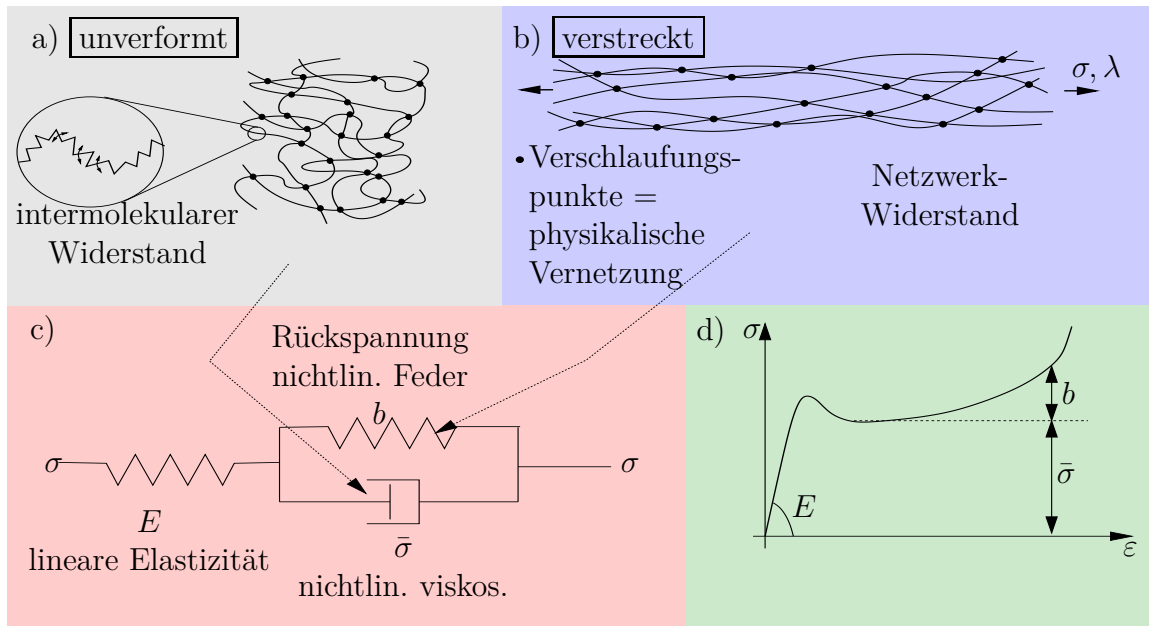 a) unverformt
intermolekularer
Widerstand
b) verstreckt
σ, λ
Verschlaufungs-
punkte =
physikalische
Vernetzung
Netzwerk-
Widerstand
c)
Rückspannung
nichtlin. Feder
b
σ
σ
E
lineare Elastizität
σ̄
nichtlin. viskos.
d)
σ
b
σ̄
E
ε